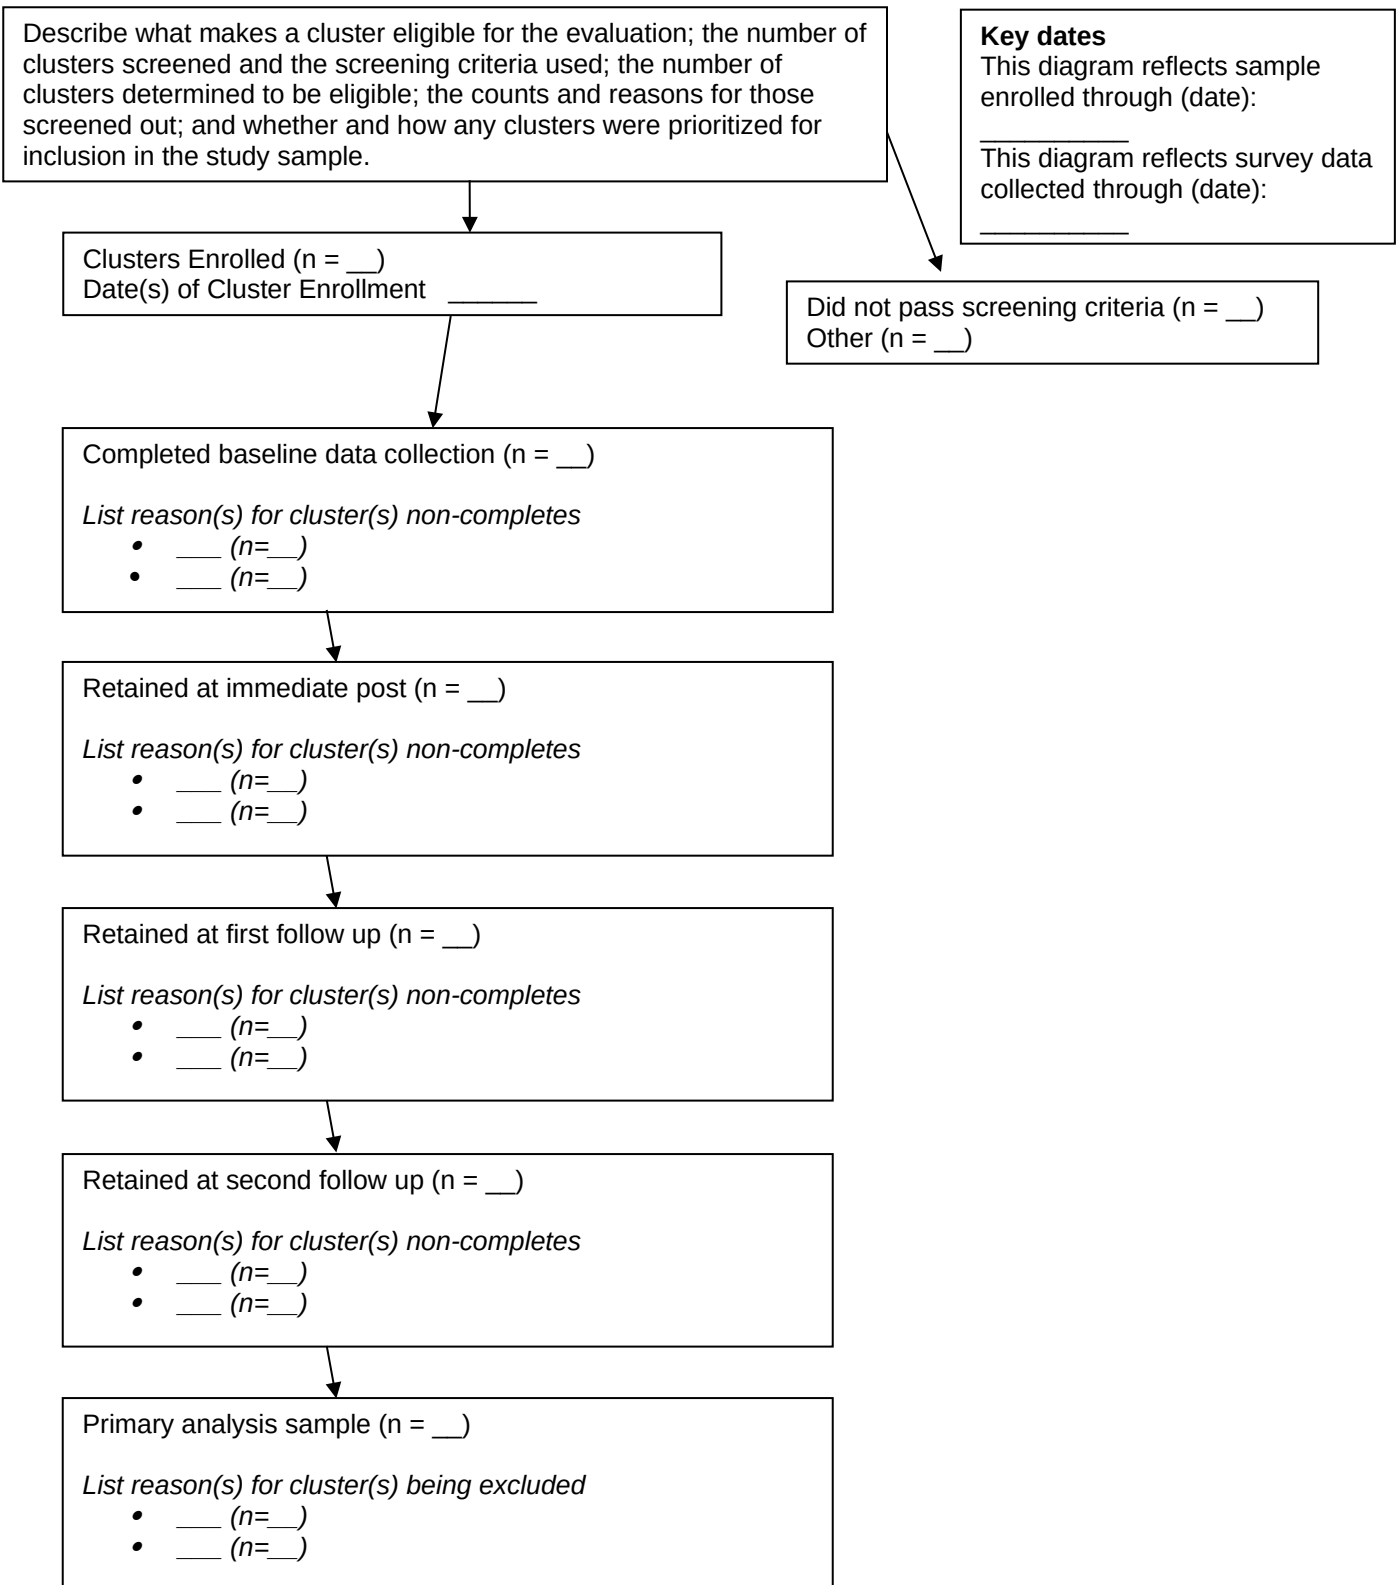 Describe what makes a cluster eligible for the evaluation; the number of
clusters screened and the screening criteria used; the number of
clusters determined to be eligible; the counts and reasons for those
screened out; and whether and how any clusters were prioritized for
inclusion in the study sample.
Key dates
This diagram reflects sample
enrolled through (date):
__________
This diagram reflects survey data
collected through (date):
__________
Clusters Enrolled (n = __)
Date(s) of Cluster Enrollment ______
Did not pass screening criteria (n = __)
Other (n = __)
Completed baseline data collection (n = __)
List reason(s) for cluster(s) non-completes
• ___ (n=__)
• ___ (n=__)
Retained at immediate post (n = __)
List reason(s) for cluster(s) non-completes
• ___ (n=__)
• ___ (n=__)
Retained at first follow up (n = __)
List reason(s) for cluster(s) non-completes
• ___ (n=__)
• ___ (n=__)
Retained at second follow up (n = __)
List reason(s) for cluster(s) non-completes
• ___ (n=__)
• ___ (n=__)
Primary analysis sample (n = __)
List reason(s) for cluster(s) being excluded
• ___ (n=__)
• ___ (n=__)